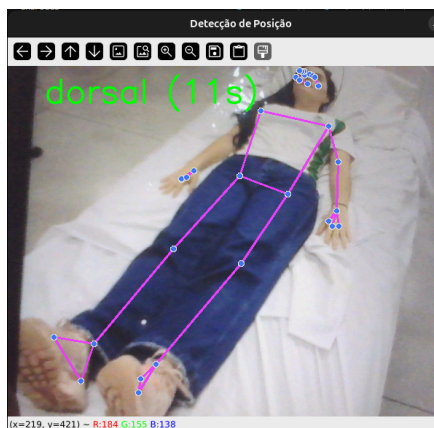 Detecção de Posição
dorsal (11s)
(x=219, y=421) ~ R:184 G:155 B:138